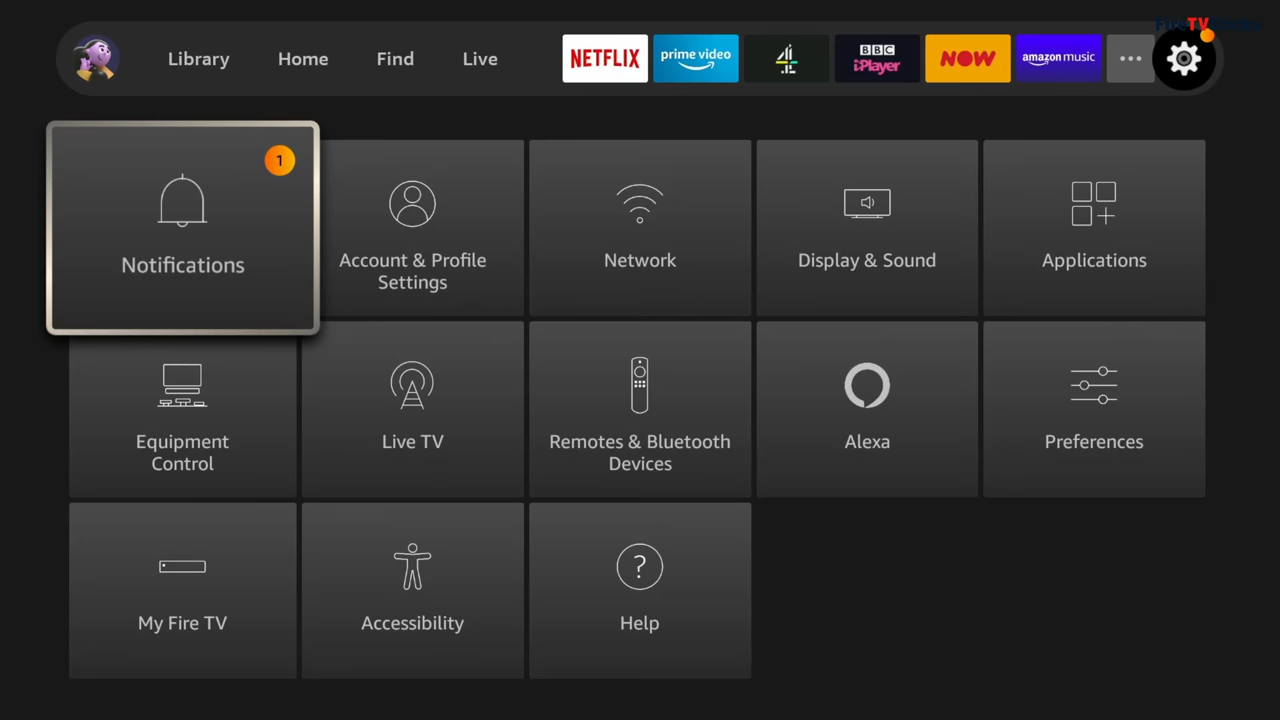 Library
Home
Find
Live
NETFLIX
prime video
4
BBC
iPlayer
NOW
amazon music
FireTV
1
Notifications
Account & Profile
Settings
Network
Display & Sound
Applications
Equipment
Control
Live TV
Remotes & Bluetooth
Devices
Alexa
Preferences
My Fire TV
Accessibility
?
Help